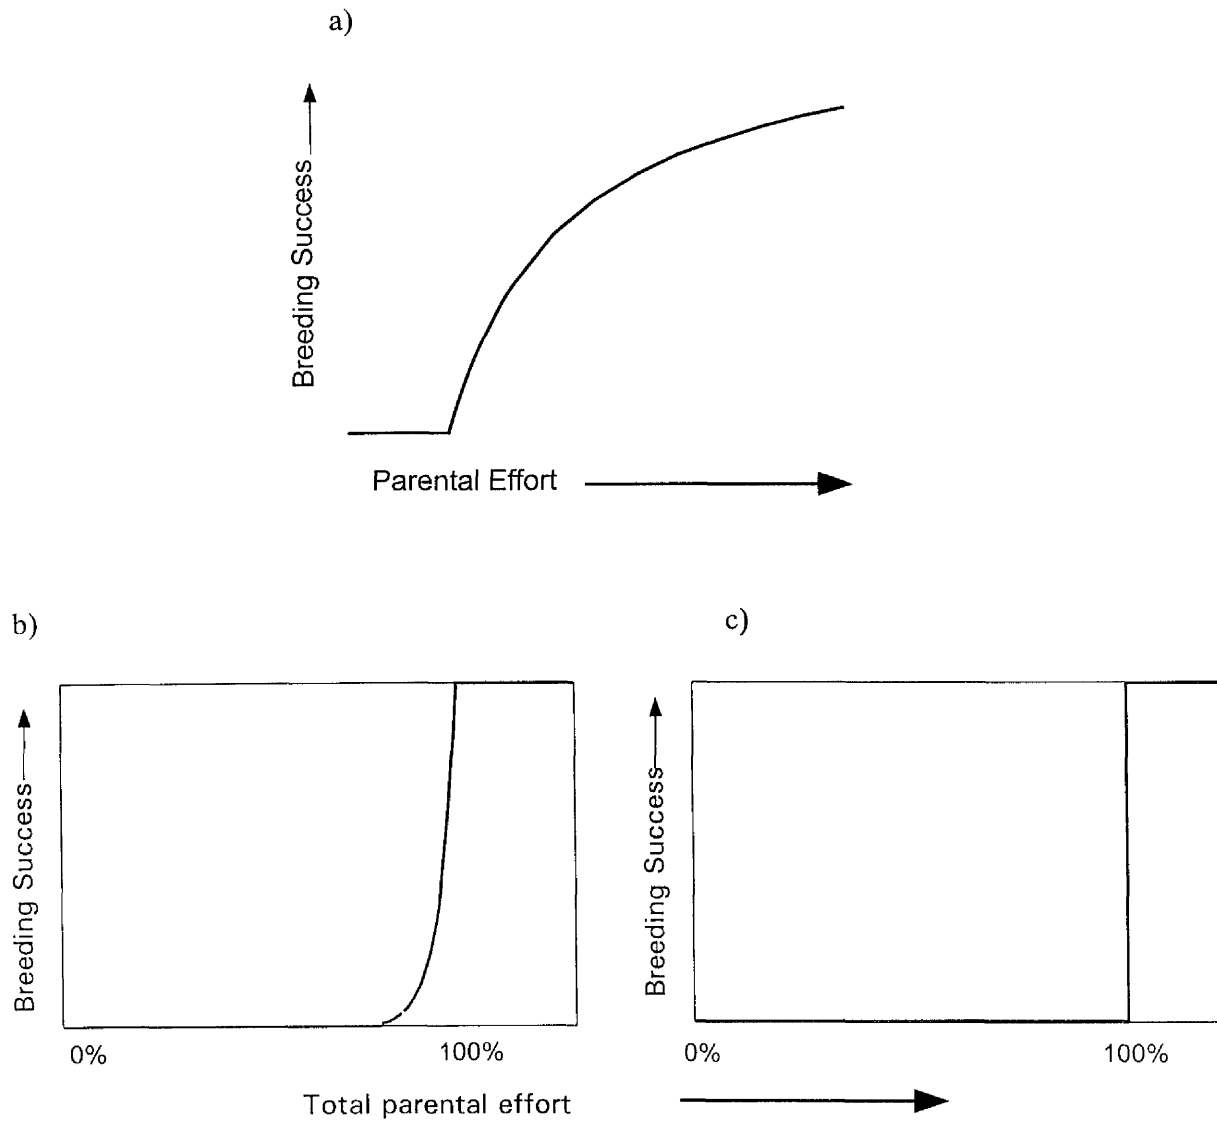 a)
Breeding Success
Parental Effort
b)
c)
Breeding Success
Breeding Success
0%
100%
0%
100%
Total parental effort